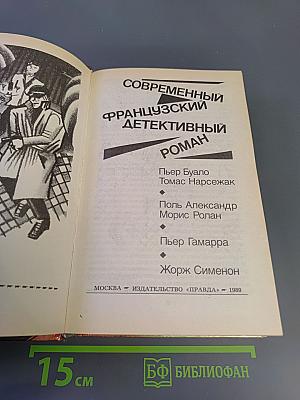 СОВРЕМЕННЫЙ
ФРАНЦУЗСКИЙ
ДЕТЕКТИВНЫЙ
РОМАН
Пьер Буало
Томас Нарсежак
Поль Александр
Морис Ролан
Пьер Гамарра
Жорж Сименон
МОСКВА — ИЗДАТЕЛЬСТВО «ПРАВДА» — 1989
15 см
БФ БИБЛИОФАН